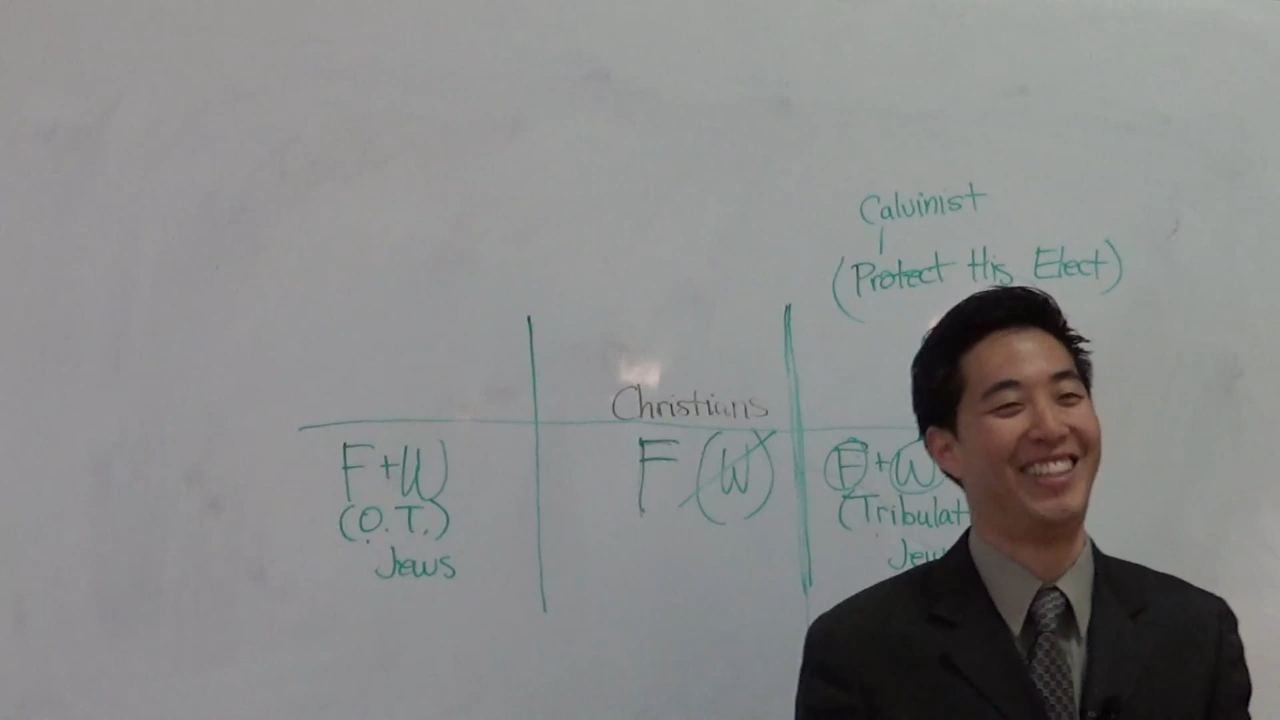 Calvinist
(Protect His Elect)
Christians
F+W
F (W)
F+W
(O.T.)
(Tribulat
Jews
Jew